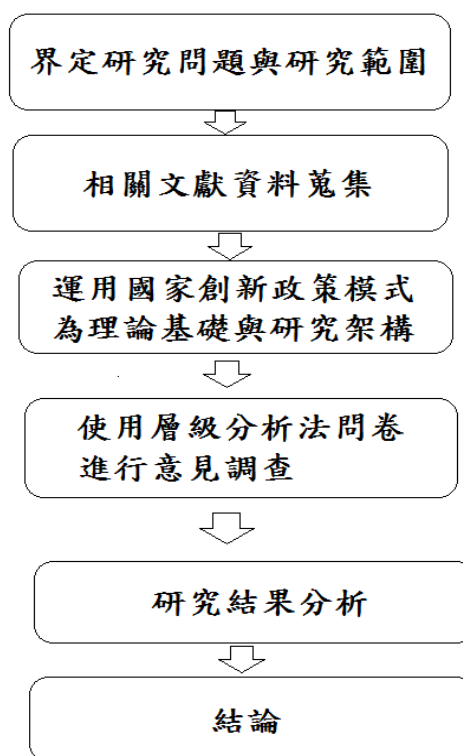 界定研究問題與研究範圍
相關文獻資料蒐集
運用國家創新政策模式
為理論基礎與研究架構
使用層級分析法問卷
進行意見調查
研究結果分析
結論